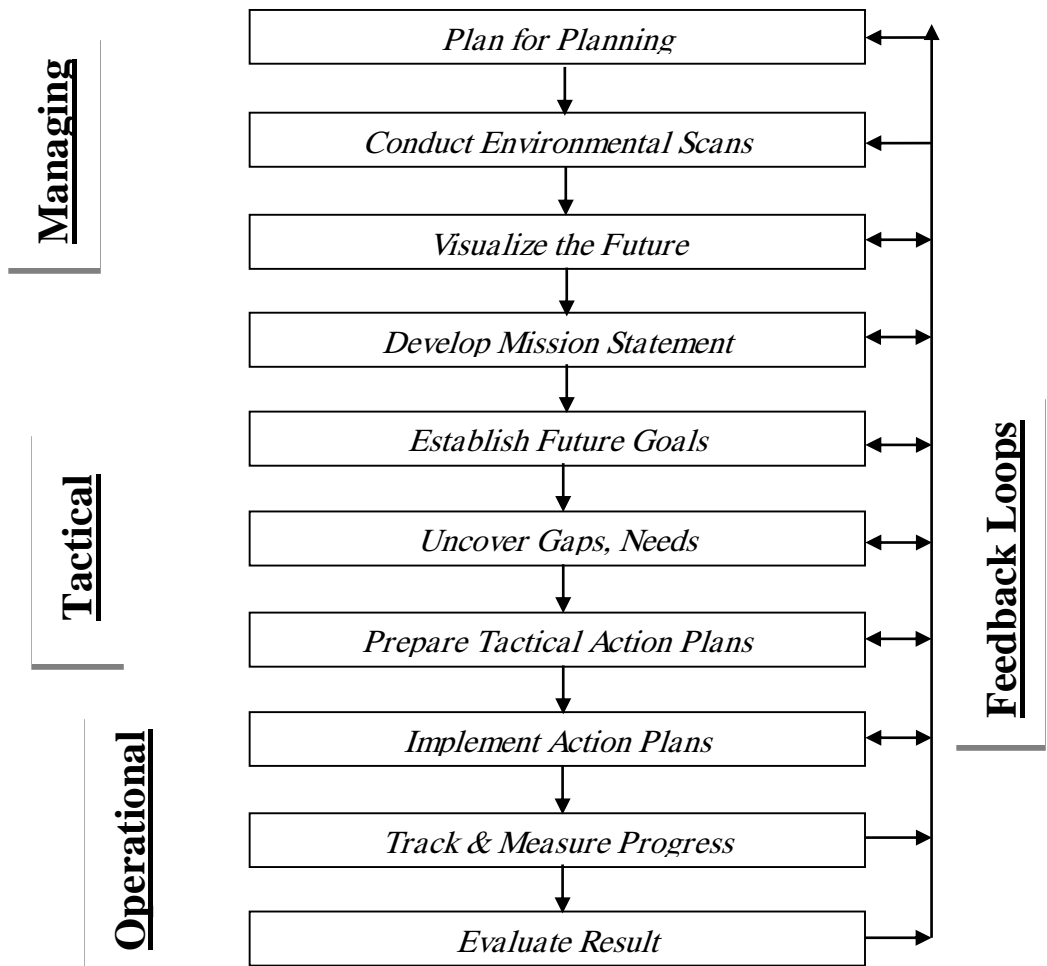 Managing
Plan for Planning
Conduct Environmental Scans
Visualize the Future
Develop Mission Statement
Tactical
Establish Future Goals
Uncover Gaps, Needs
Prepare Tactical Action Plans
Operational
Implement Action Plans
Track & Measure Progress
Evaluate Result
Feedback Loops